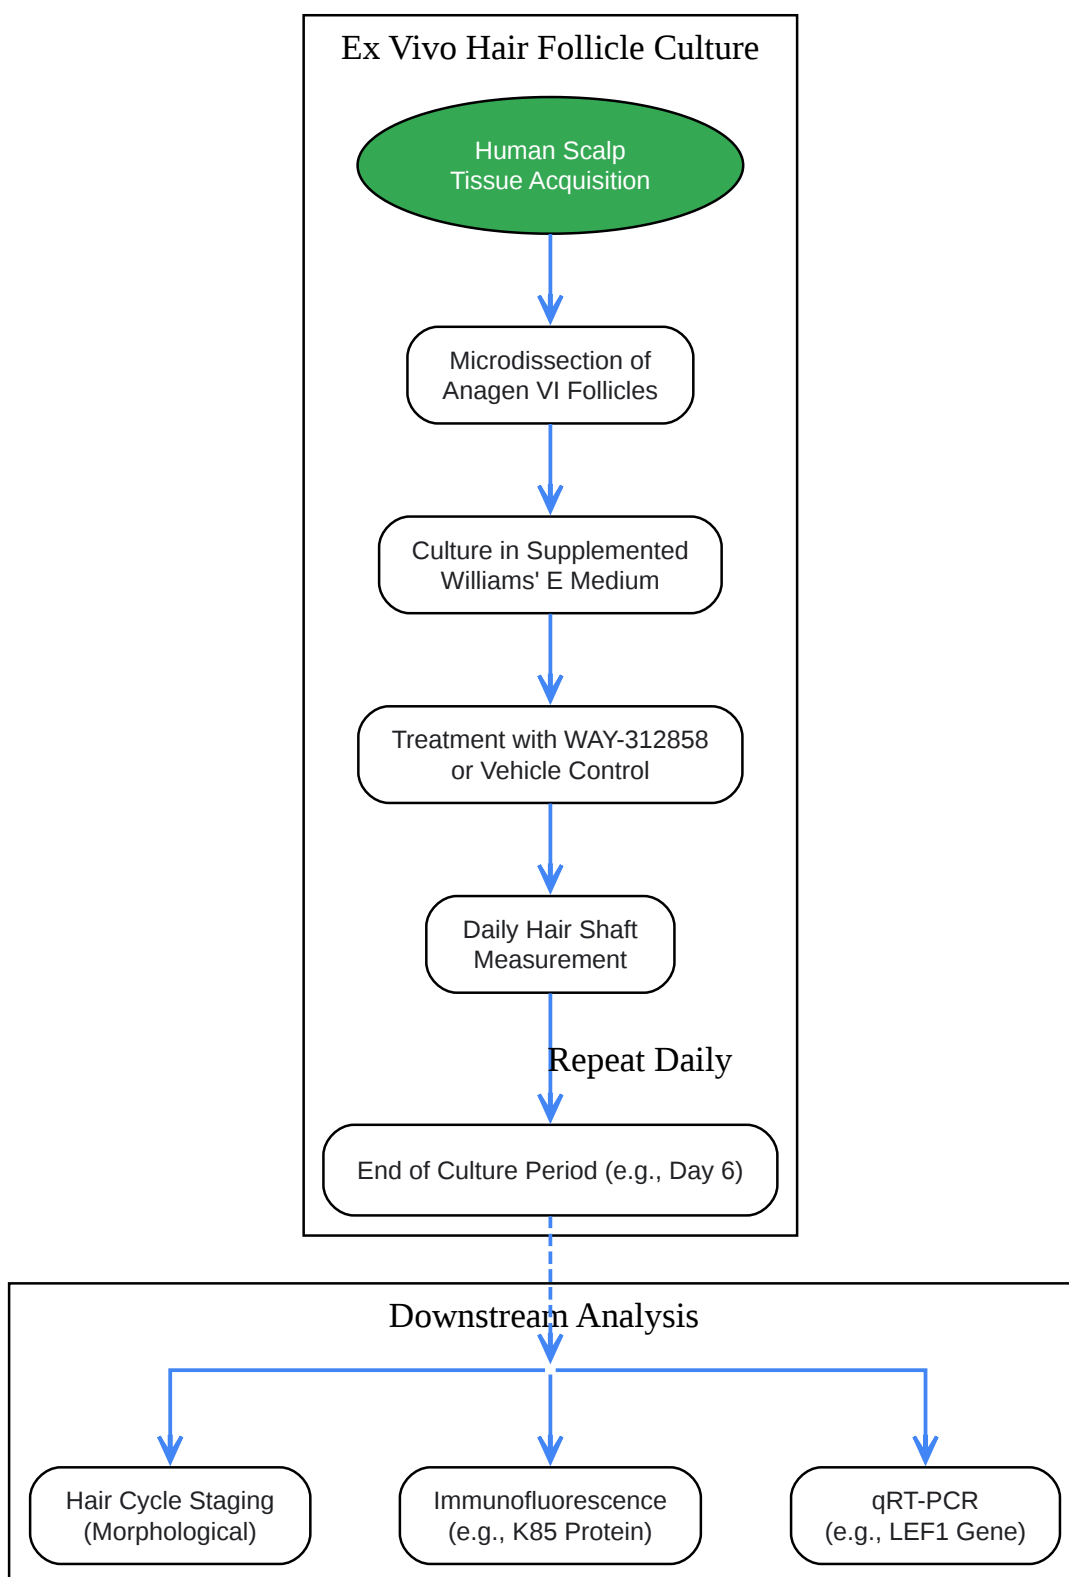 Ex Vivo Hair Follicle Culture
Human Scalp
Tissue Acquisition
Microdissection of
Anagen VI Follicles
Culture in Supplemented
Williams' E Medium
Treatment with WAY-312858
or Vehicle Control
Daily Hair Shaft
Measurement
Repeat Daily
End of Culture Period (e.g., Day 6)
Downstream Analysis
Hair Cycle Staging
(Morphological)
Immunofluorescence
(e.g., K85 Protein)
qRT-PCR
(e.g., LEF1 Gene)